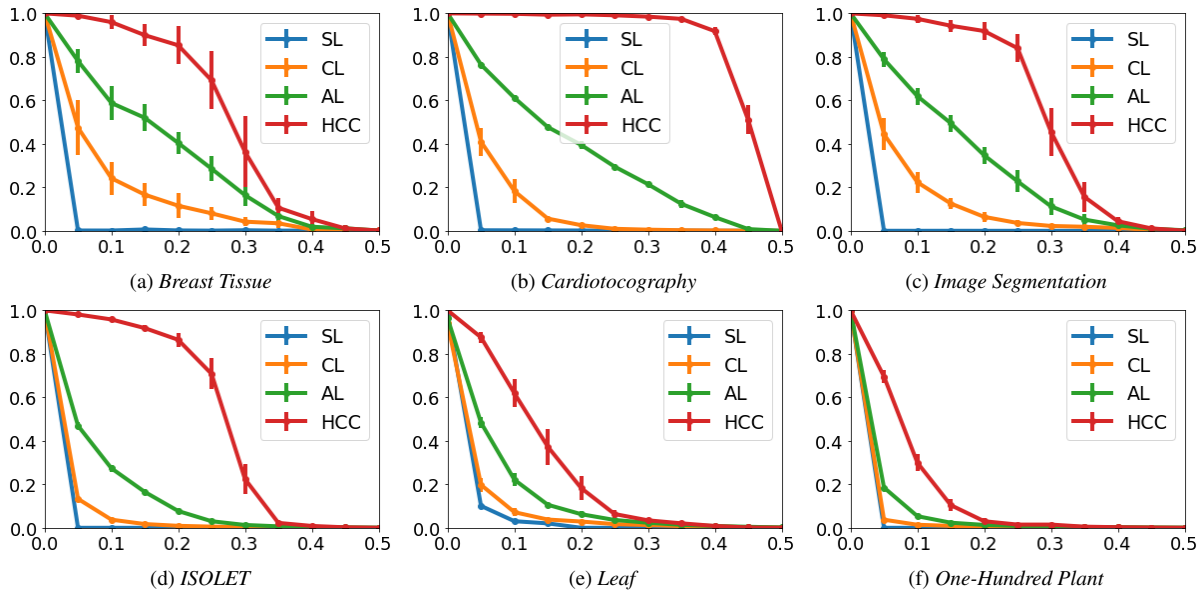 1.0
0.8
0.6
0.4
0.2
0.0
0.0 0.1 0.2 0.3 0.4 0.5
SL
CL
AL
HCC
(a) Breast Tissue
1.0
0.8
0.6
0.4
0.2
0.0
0.0 0.1 0.2 0.3 0.4 0.5
SL
CL
AL
HCC
(b) Cardiotocography
1.0
0.8
0.6
0.4
0.2
0.0
0.0 0.1 0.2 0.3 0.4 0.5
SL
CL
AL
HCC
(c) Image Segmentation
1.0
0.8
0.6
0.4
0.2
0.0
0.0 0.1 0.2 0.3 0.4 0.5
SL
CL
AL
HCC
(d) ISOLET
1.0
0.8
0.6
0.4
0.2
0.0
0.0 0.1 0.2 0.3 0.4 0.5
SL
CL
AL
HCC
(e) Leaf
1.0
0.8
0.6
0.4
0.2
0.0
0.0 0.1 0.2 0.3 0.4 0.5
SL
CL
AL
HCC
(f) One-Hundred Plant